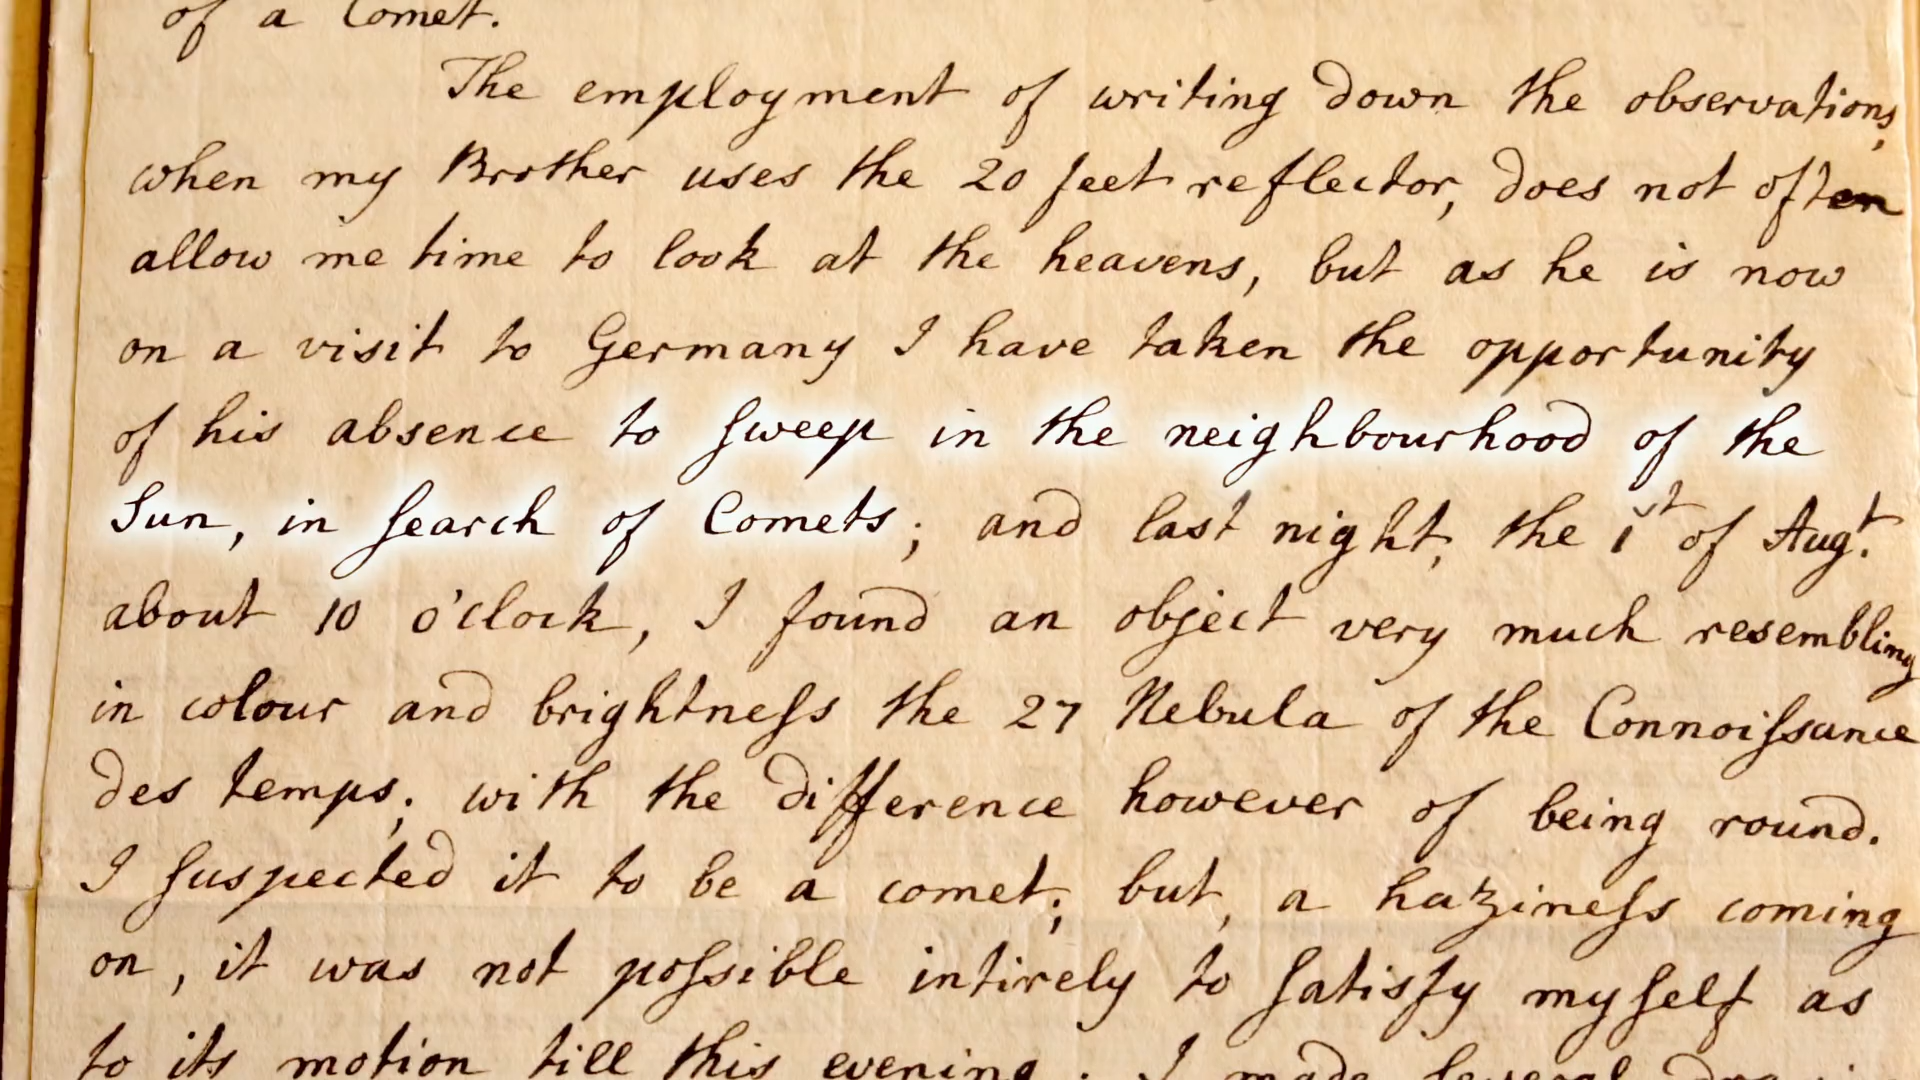 of a Comet.
The employment of writing down the observations,
when my Brother uses the 20 feet reflector, does not often
allow me time to look at the heavens, but as he is now
on a visit to Germany I have taken the opportunity
of his absence to sweep in the neighbourhood of the
Sun, in search of Comets; and last night, the 1st of Augt.
about 10 o'clock, I found an object very much resembling
in colour and brightneſs the 27 Nebula of the Connoiſsance
des temps; with the difference however of being round.
I suspected it to be a comet; but, a hazineſs coming
on, it was not poſsible intirely to satisfy myself as
to its motion till this evening. I made several